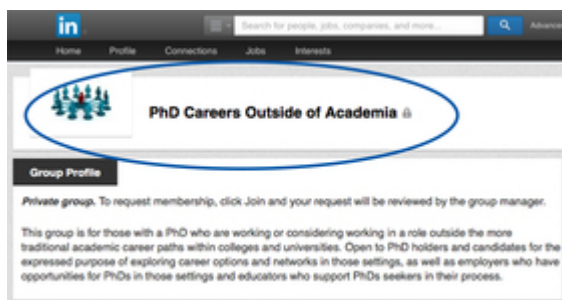 in
Search for people, jobs, companies, and more...
Advanced
Home Profile Connections Jobs Interests
PhD Careers Outside of Academia
Group Profile
Private group. To request membership, click Join and your request will be reviewed by the group manager.
This group is for those with a PhD who are working or considering working in a role outside the more
traditional academic career paths within colleges and universities. Open to PhD holders and candidates for the
expressed purpose of exploring career options and networks in those settings, as well as employers who have
opportunities for PhDs in those settings and educators who support PhDs seekers in their process.